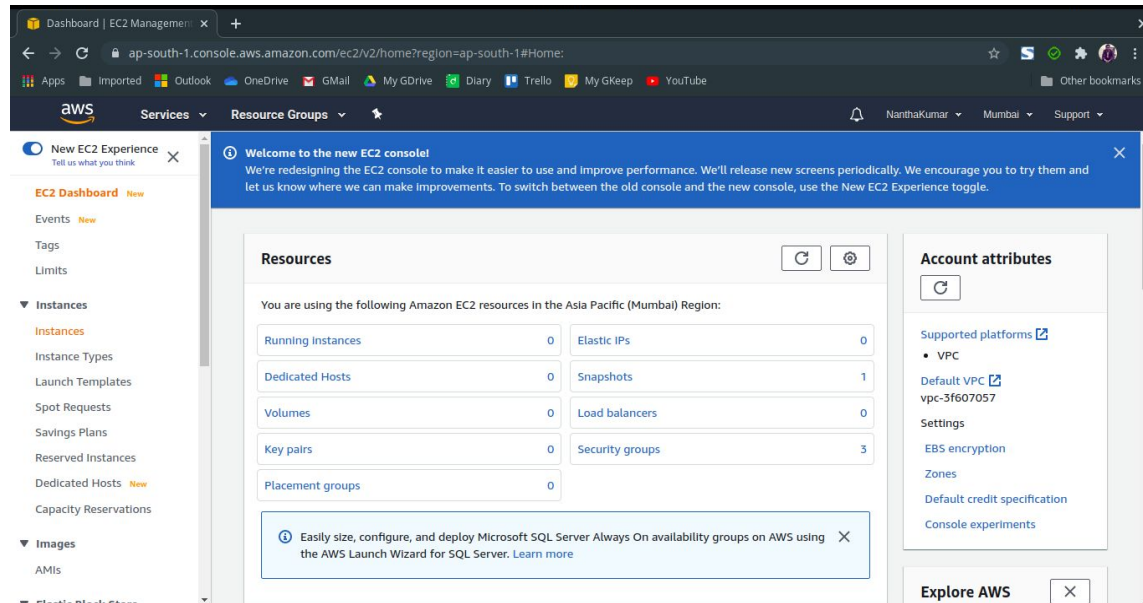 Dashboard | EC2 Management
ap-south-1.console.aws.amazon.com/ec2/v2/home?region=ap-south-1#Home:
Apps Imported Outlook OneDrive GMail My GDrive Diary Trello My GKeep YouTube Other bookmarks
aws Services Resource Groups NanthaKumar Mumbai Support
New EC2 Experience
Tell us what you think
EC2 Dashboard New
Events New
Tags
Limits
Instances
Instances
Instance Types
Launch Templates
Spot Requests
Savings Plans
Reserved Instances
Dedicated Hosts New
Capacity Reservations
Images
AMIs
Elastic Block Store
Welcome to the new EC2 console!
We're redesigning the EC2 console to make it easier to use and improve performance. We'll release new screens periodically. We encourage you to try them and
let us know where we can make improvements. To switch between the old console and the new console, use the New EC2 Experience toggle.
Resources
You are using the following Amazon EC2 resources in the Asia Pacific (Mumbai) Region:
Running instances 0 Elastic IPs 0
Dedicated Hosts 0 Snapshots 1
Volumes 0 Load balancers 0
Key pairs 0 Security groups 3
Placement groups 0
Easily size, configure, and deploy Microsoft SQL Server Always On availability groups on AWS using
the AWS Launch Wizard for SQL Server. Learn more
Account attributes
Supported platforms
• VPC
Default VPC
vpc-3f607057
Settings
EBS encryption
Zones
Default credit specification
Console experiments
Explore AWS